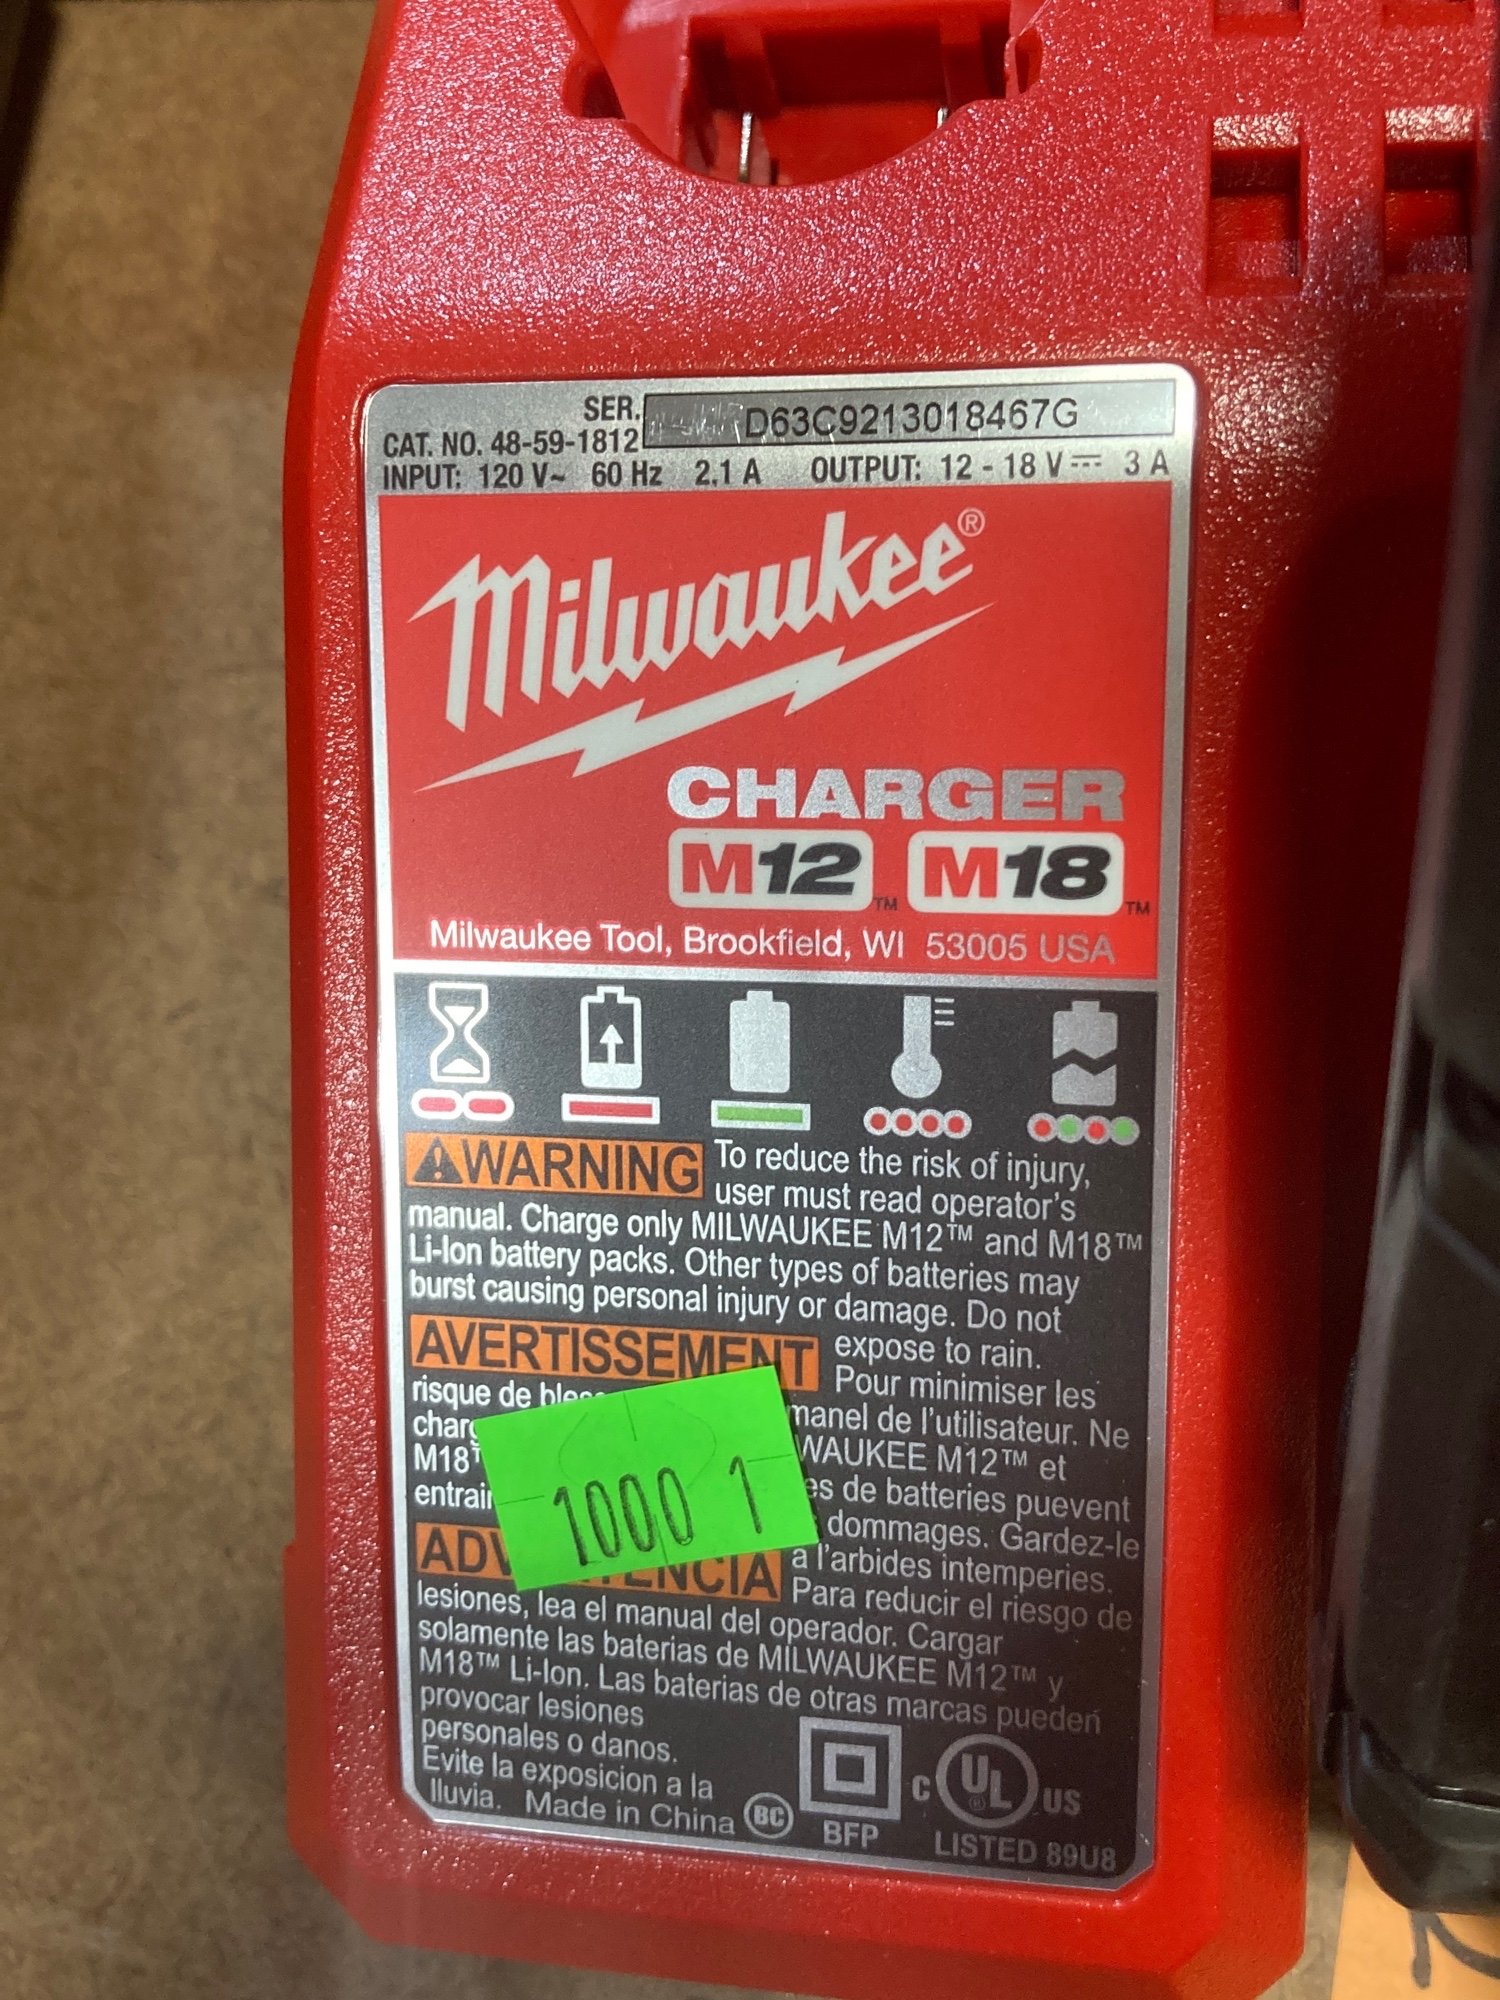 SER. D63C9213018467G
CAT. NO. 48-59-1812
INPUT: 120 V~ 60 Hz 2.1 A OUTPUT: 12 - 18 V⎓ 3 A
Milwaukee®
CHARGER
M12™ M18™
Milwaukee Tool, Brookfield, WI 53005 USA
WARNING To reduce the risk of injury,
user must read operator's
manual. Charge only MILWAUKEE M12™ and M18™
Li-Ion battery packs. Other types of batteries may
burst causing personal injury or damage. Do not
expose to rain.
AVERTISSEMENT Pour minimiser les
risque de
manel de l'utilisateur. Ne
M12™ et
de batteries puevent
dommages. Gardez-le
a l'arbides intemperies.
1000 1
Para reducir el riesgo de
lesiones, lea el manual del operador. Cargar
solamente las baterias de MILWAUKEE M12™ y
M18™ Li-Ion. Las baterias de otras marcas pueden
provocar lesiones
personales o danos.
Evite la exposicion a la
lluvia. Made in China BC
BFP
C UL® US
LISTED 89U8